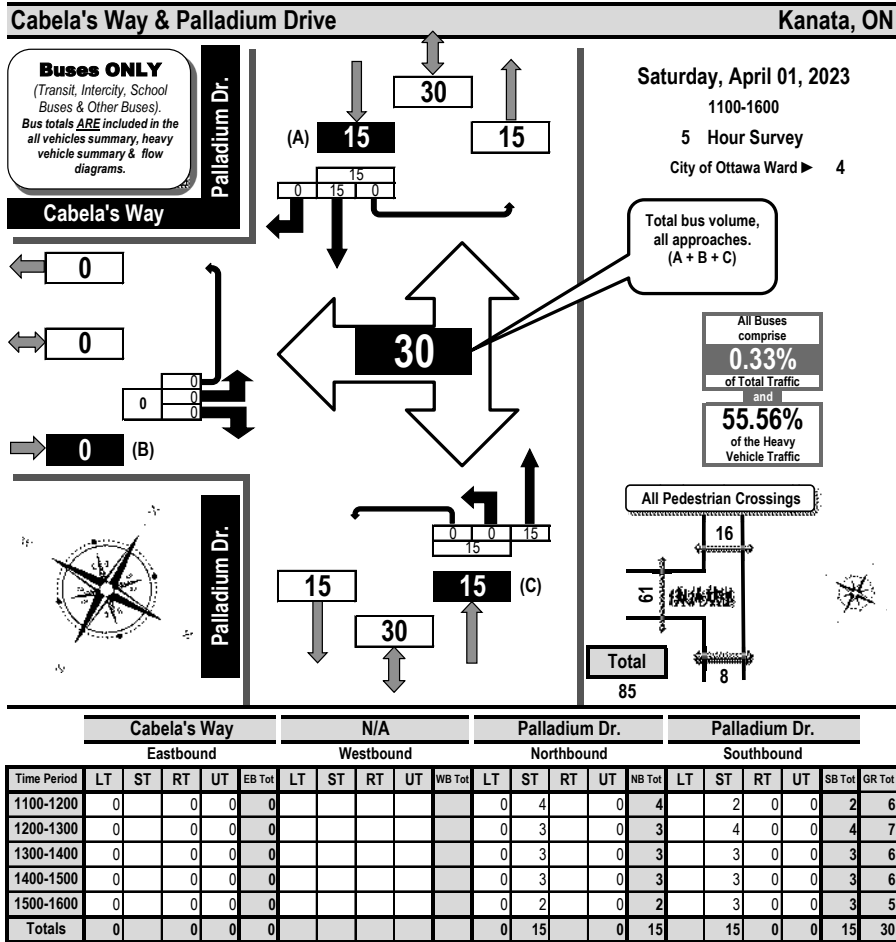 Cabela's Way & Palladium Drive Kanata, ON
Buses ONLY
(Transit, Intercity, School
Buses & Other Buses).
Bus totals ARE included in the
all vehicles summary, heavy
vehicle summary & flow
diagrams.
Palladium Dr.
Cabela's Way
30
(A) 15
15
15
0 15 0
Saturday, April 01, 2023
1100-1600
5 Hour Survey
City of Ottawa Ward ► 4
Total bus volume,
all approaches.
(A + B + C)
0
0
30
0
0
0
0
0 (B)
All Buses
comprise
0.33%
of Total Traffic
and
55.56%
of the Heavy
Vehicle Traffic
Palladium Dr.
0 0 15
15
15
15 (C)
30
All Pedestrian Crossings
16
61
8
Total
85
Cabela's Way N/A Palladium Dr. Palladium Dr.
Eastbound Westbound Northbound Southbound
Time Period LT ST RT UT EB Tot LT ST RT UT WB Tot LT ST RT UT NB Tot LT ST RT UT SB Tot GR Tot
1100-1200 0 0 0 0 0 4 0 4 2 0 0 2 6
1200-1300 0 0 0 0 0 3 0 3 4 0 0 4 7
1300-1400 0 0 0 0 0 3 0 3 3 0 0 3 6
1400-1500 0 0 0 0 0 3 0 3 3 0 0 3 6
1500-1600 0 0 0 0 0 2 0 2 3 0 0 3 5
Totals 0 0 0 0 0 15 0 15 15 0 0 15 30